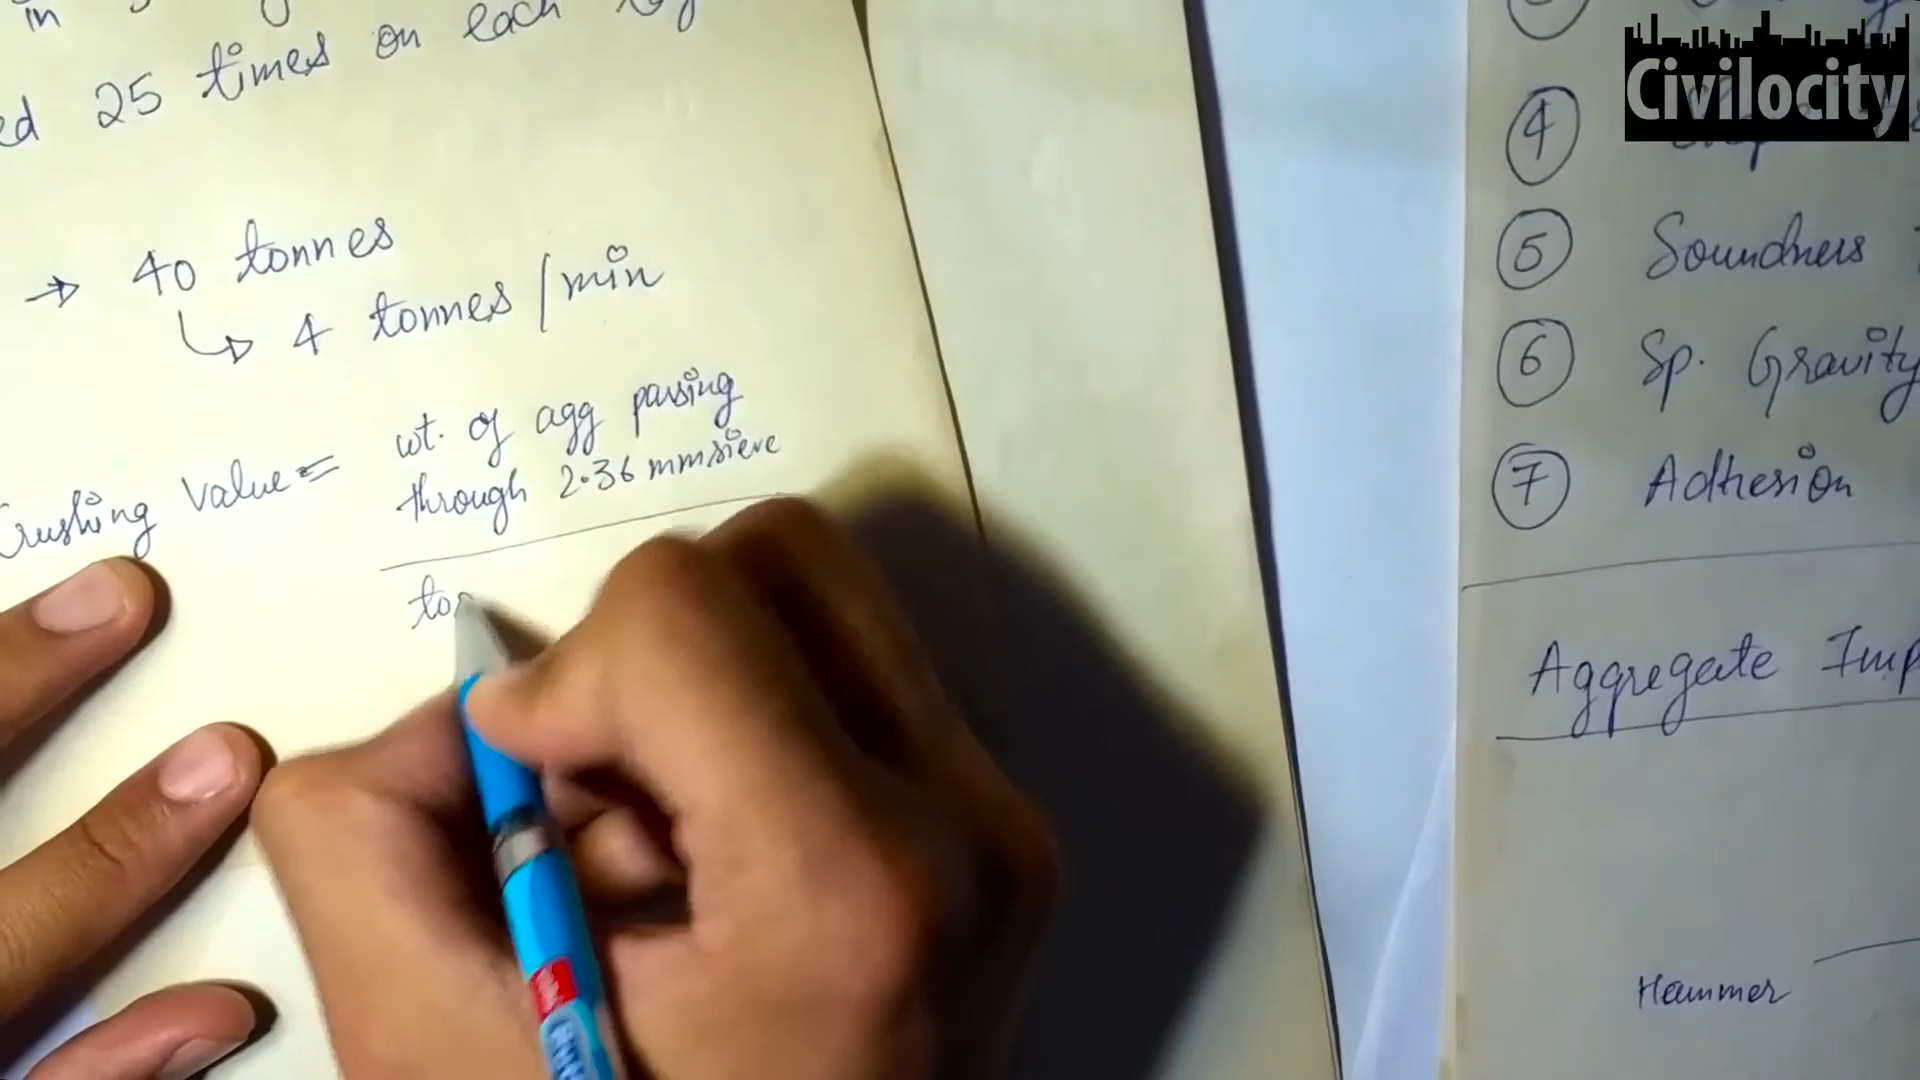 in
25 times on each
→ 40 tonnes
↳ 4 tonnes / min
Crushing Value =
wt. of agg passing
through 2.36 mm sieve
Civilocity
4
5 Soundness
6 Sp. Gravity
7 Adhesion
Aggregate Imp
Hammer